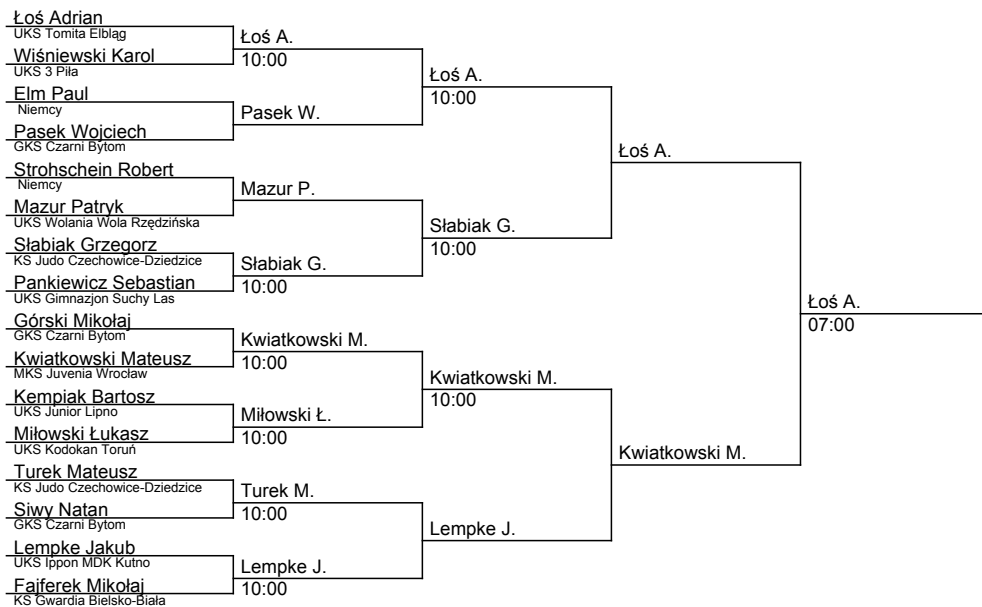 Łoś Adrian
UKS Tomita Elbląg
Wiśniewski Karol
UKS 3 Piła
Elm Paul
Niemcy
Pasek Wojciech
GKS Czarni Bytom
Strohschein Robert
Niemcy
Mazur Patryk
UKS Wolania Wola Rzędzińska
Słabiak Grzegorz
KS Judo Czechowice-Dziedzice
Pankiewicz Sebastian
UKS Gimnazjon Suchy Las
Górski Mikołaj
GKS Czarni Bytom
Kwiatkowski Mateusz
MKS Juvenia Wrocław
Kempiak Bartosz
UKS Junior Lipno
Miłowski Łukasz
UKS Kodokan Toruń
Turek Mateusz
KS Judo Czechowice-Dziedzice
Siwy Natan
GKS Czarni Bytom
Lempke Jakub
UKS Ippon MDK Kutno
Fajferek Mikołaj
KS Gwardia Bielsko-Biała
Łoś A.
10:00
Pasek W.
Mazur P.
Słabiak G.
10:00
Kwiatkowski M.
10:00
Miłowski Ł.
10:00
Turek M.
10:00
Lempke J.
10:00
Łoś A.
10:00
Słabiak G.
10:00
Kwiatkowski M.
10:00
Lempke J.
Łoś A.
Kwiatkowski M.
Łoś A.
07:00